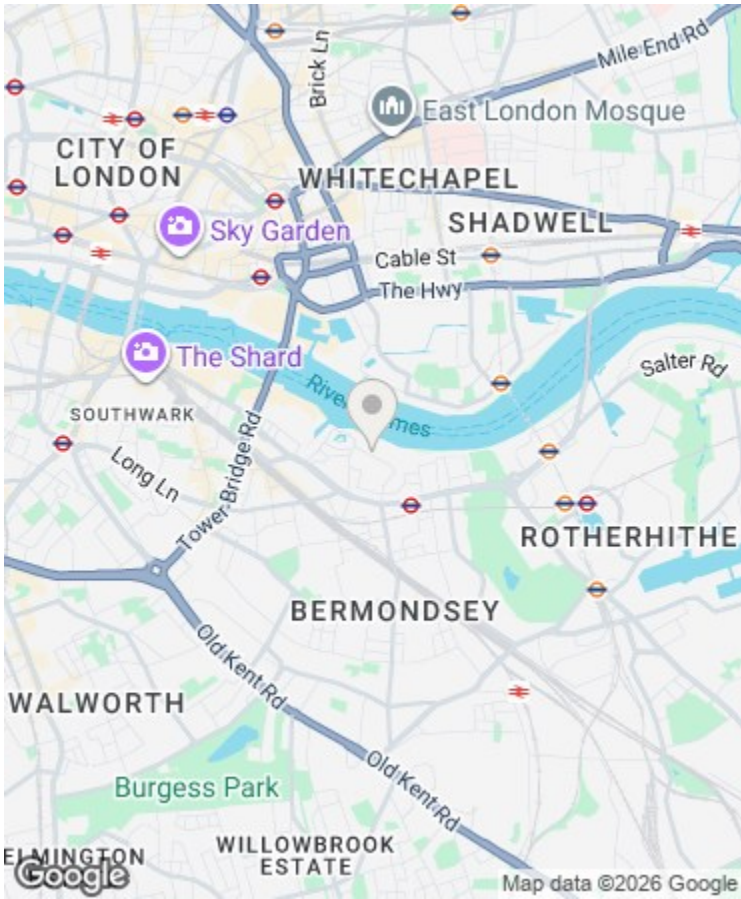 Brick Ln
Mile End Rd
East London Mosque
CITY OF
LONDON
WHITECHAPEL
SHADWELL
Sky Garden
Cable St
The Hwy
The Shard
Salter Rd
River
mes
SOUTHWARK
Long Ln
Tower Bridge Rd
ROTHERHITHE
BERMONDSEY
Old Kent Rd
WALWORTH
Old Kent Rd
Burgess Park
WILLOWBROOK
ESTATE
ELMINGTON
Google
Map data ©2026 Google